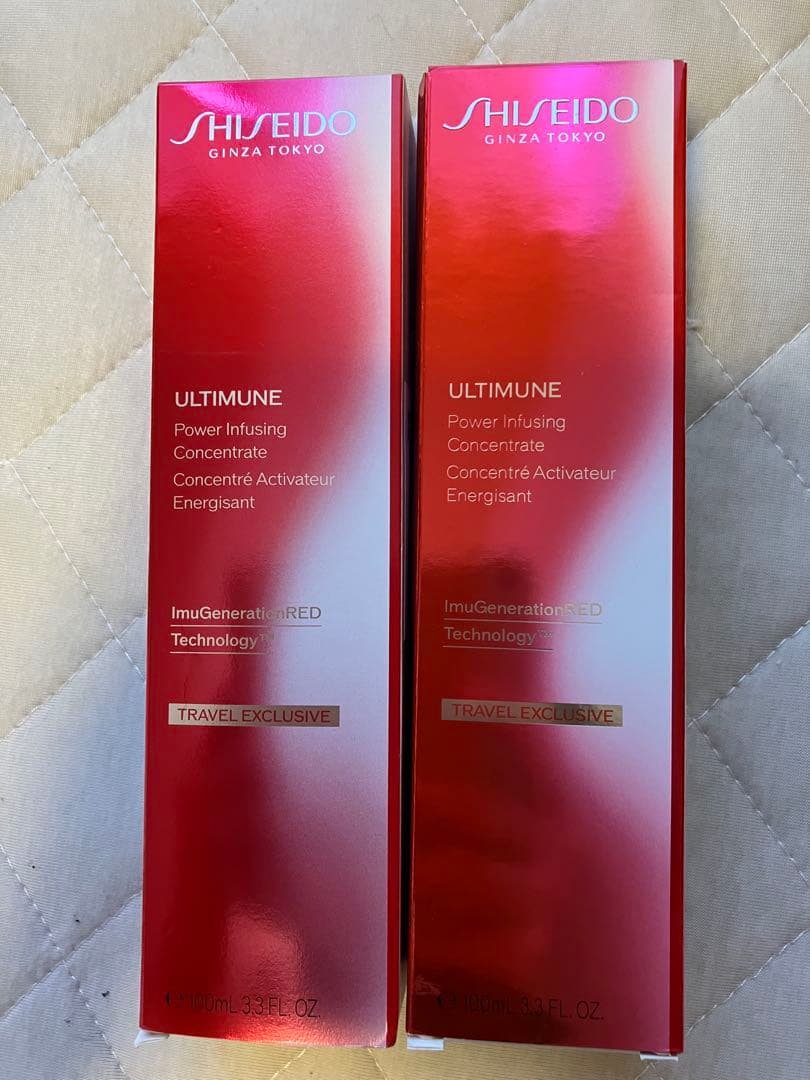 SHISEIDO
GINZA TOKYO
ULTIMUNE
Power Infusing
Concentrate
Concentré Activateur
Energisant
ImuGenerationRED
Technology™
TRAVEL EXCLUSIVE
100mL 3.3 FL. OZ.
SHISEIDO
GINZA TOKYO
ULTIMUNE
Power Infusing
Concentrate
Concentré Activateur
Energisant
ImuGenerationRED
Technology™
TRAVEL EXCLUSIVE
100mL 3.3 FL. OZ.